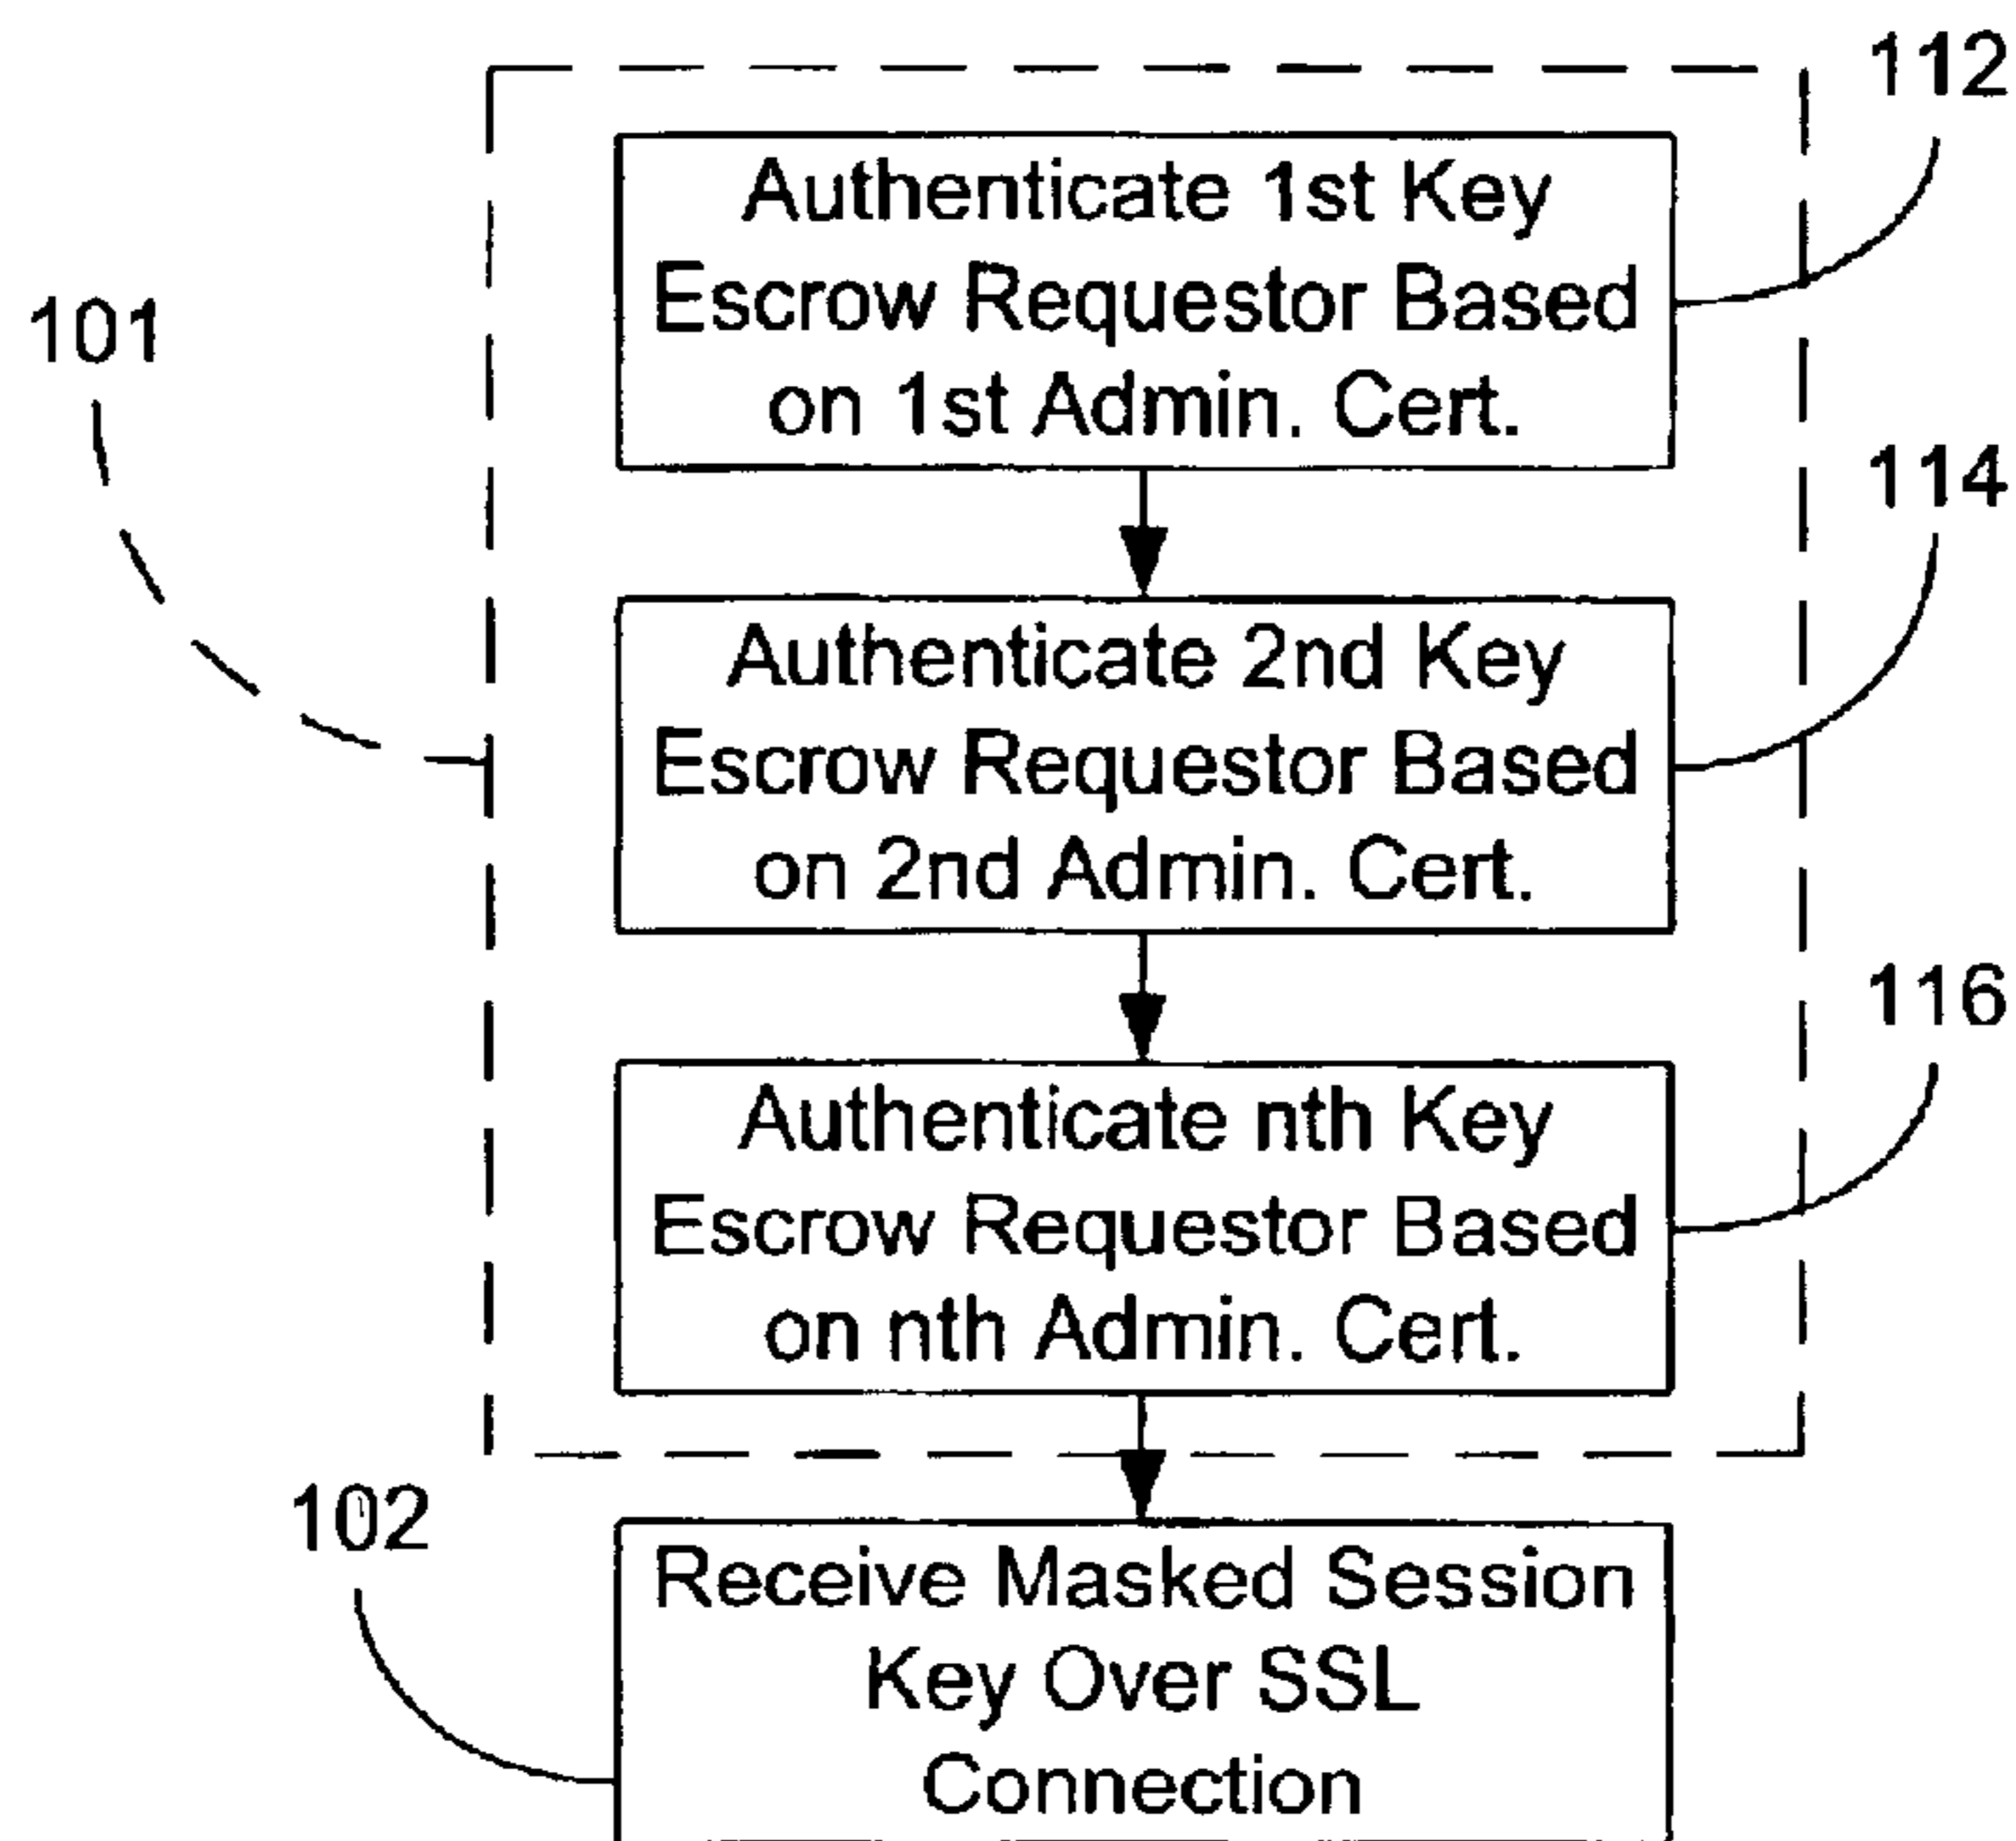 112
Authenticate 1st Key
Escrow Requestor Based
on 1st Admin. Cert.
101
114
Authenticate 2nd Key
Escrow Requestor Based
on 2nd Admin. Cert.
116
Authenticate nth Key
Escrow Requestor Based
on nth Admin. Cert.
102
Receive Masked Session
Key Over SSL
Connection